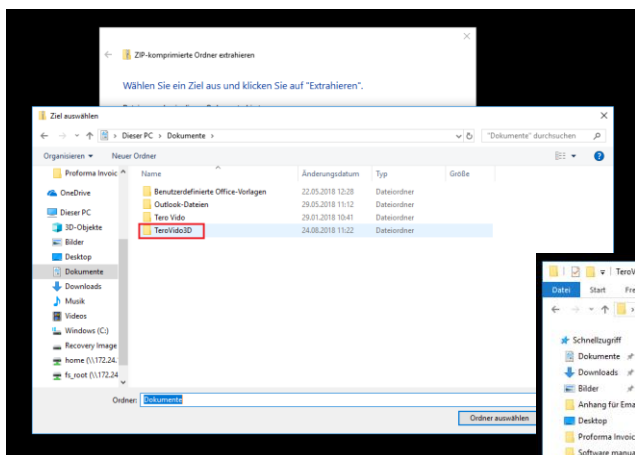 ZIP-komprimierte Ordner extrahieren
Wählen Sie ein Ziel aus und klicken Sie auf "Extrahieren".
Ziel auswählen
Dieser PC > Dokumente >
"Dokumente" durchsuchen
Organisieren
Neuer Ordner
Name
Änderungsdatum
Typ
Größe
Proforma Invoic
OneDrive
Dieser PC
3D-Objekte
Bilder
Desktop
Dokumente
Downloads
Musik
Videos
Windows (C:)
Recovery Image
home (\\172.24.
fs_root (\\172.24
Benutzerdefinierte Office-Vorlagen 22.05.2018 12:28 Dateiordner
Outlook-Dateien 29.05.2018 11:12 Dateiordner
Tero Vido 29.01.2018 10:41 Dateiordner
TeroVido3D 24.08.2018 11:22 Dateiordner
Ordner: Dokumente
Ordner auswählen
TeroV
Datei Start Fre
Schnellzugriff
Dokumente
Downloads
Bilder
Anhang für Ema
Desktop
Proforma Invoic
Software manua